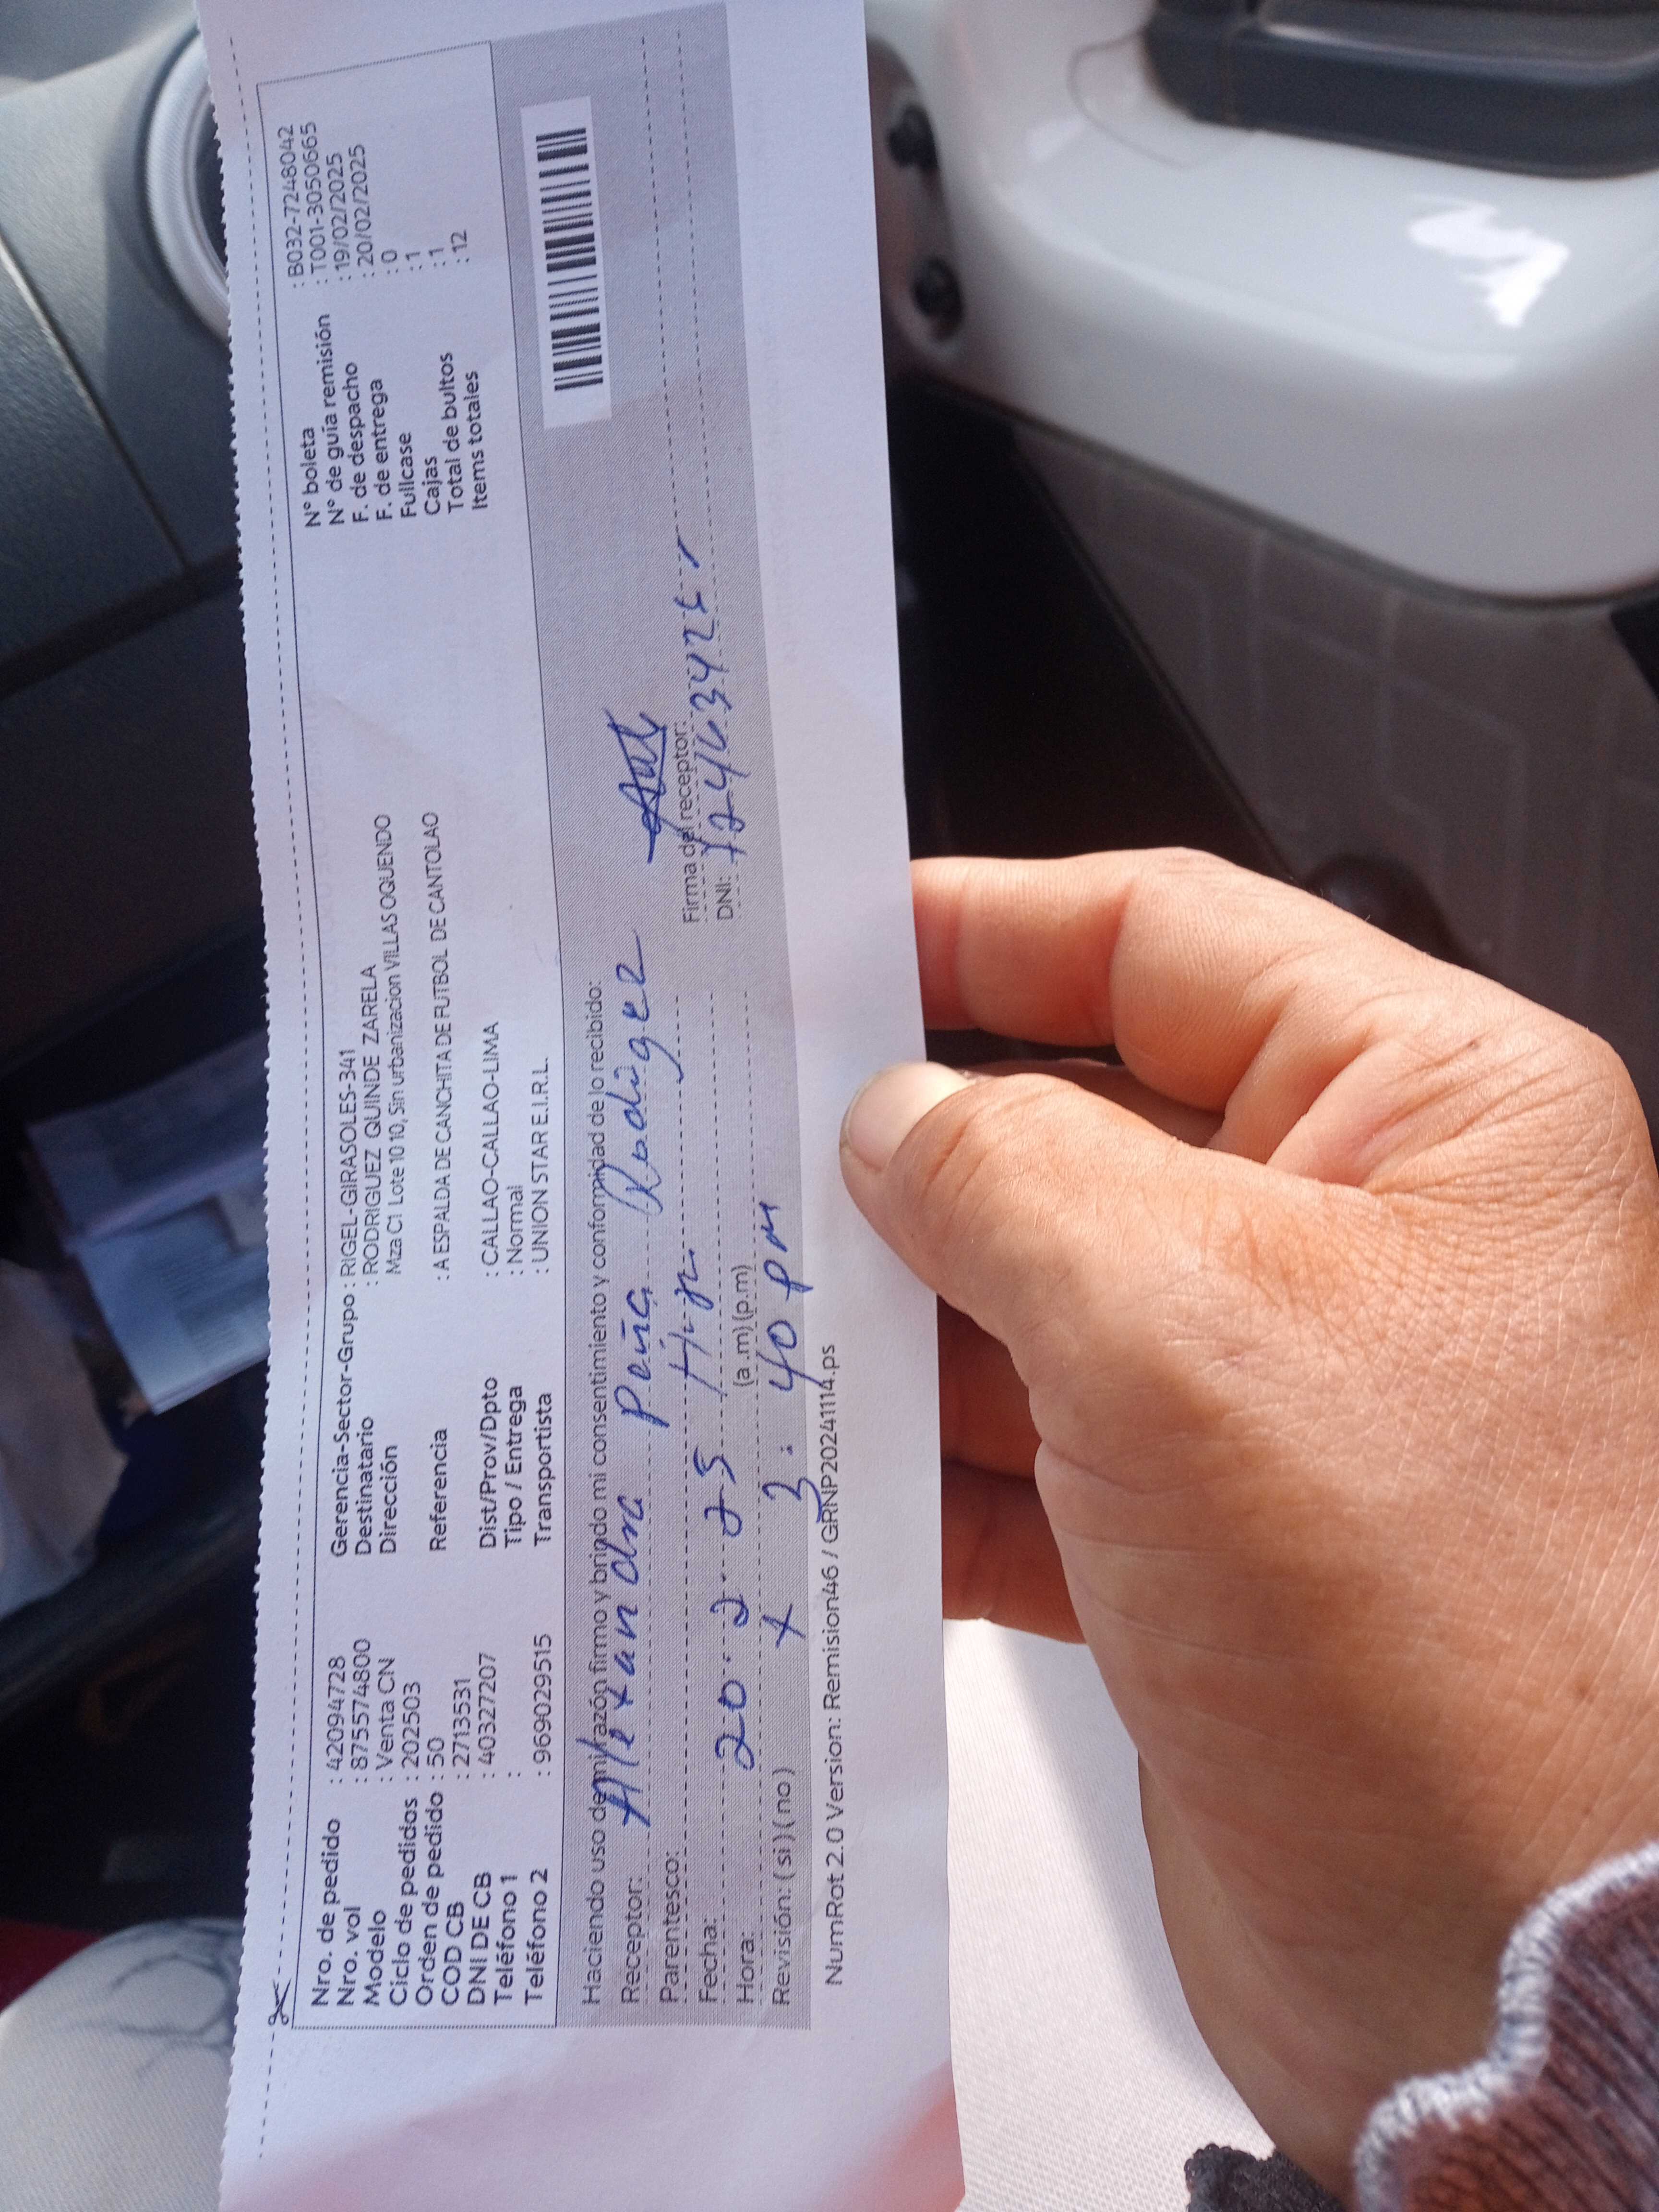 Nro. de pedido : 42094728
Nro. vol : 8755748​00
Modelo : Venta CN
Ciclo de pedidos : 202503
Orden de pedido : 50
COD CB : 2713531
DNI DE CB : 40327207
Teléfono 1 :
Teléfono 2 : 969029515
Gerencia-Sector-Grupo : RIGEL-GIRASOLES-341
Destinatario : RODRIGUEZ QUINDE ZARELA
Dirección Mza C1 Lote 10 10, Sin urbanizacion VILLAS OQUENDO
Referencia : A ESPALDA DE CANCHITA DE FUTBOL DE CANTOLAO
Dist/Prov/Dpto : CALLAO-CALLAO-LIMA
Tipo / Entrega : Normal
Transportista : UNION STAR E.I.R.L.
N° boleta : B032-7248042
N° de guía remisión : T001-3050665
F. de despacho : 19/02/2025
F. de entrega : 20/02/2025
Fullcase : 0
Cajas : 1
Total de bultos : 1
Items totales : 12
Haciendo uso de mi razón firmo y brindo mi consentimiento y conformidad de lo recibido:
Receptor: Alexandra Peña Rodiguez
Parentesco:
Firma del receptor:
Fecha: 20 2 25
DNI:
Hora: 3:40 pm (a.m) (p.m)
Revisión: ( si ) ( no )
NumRot 2.0 Version: Remision46 / GRNP20241114.ps